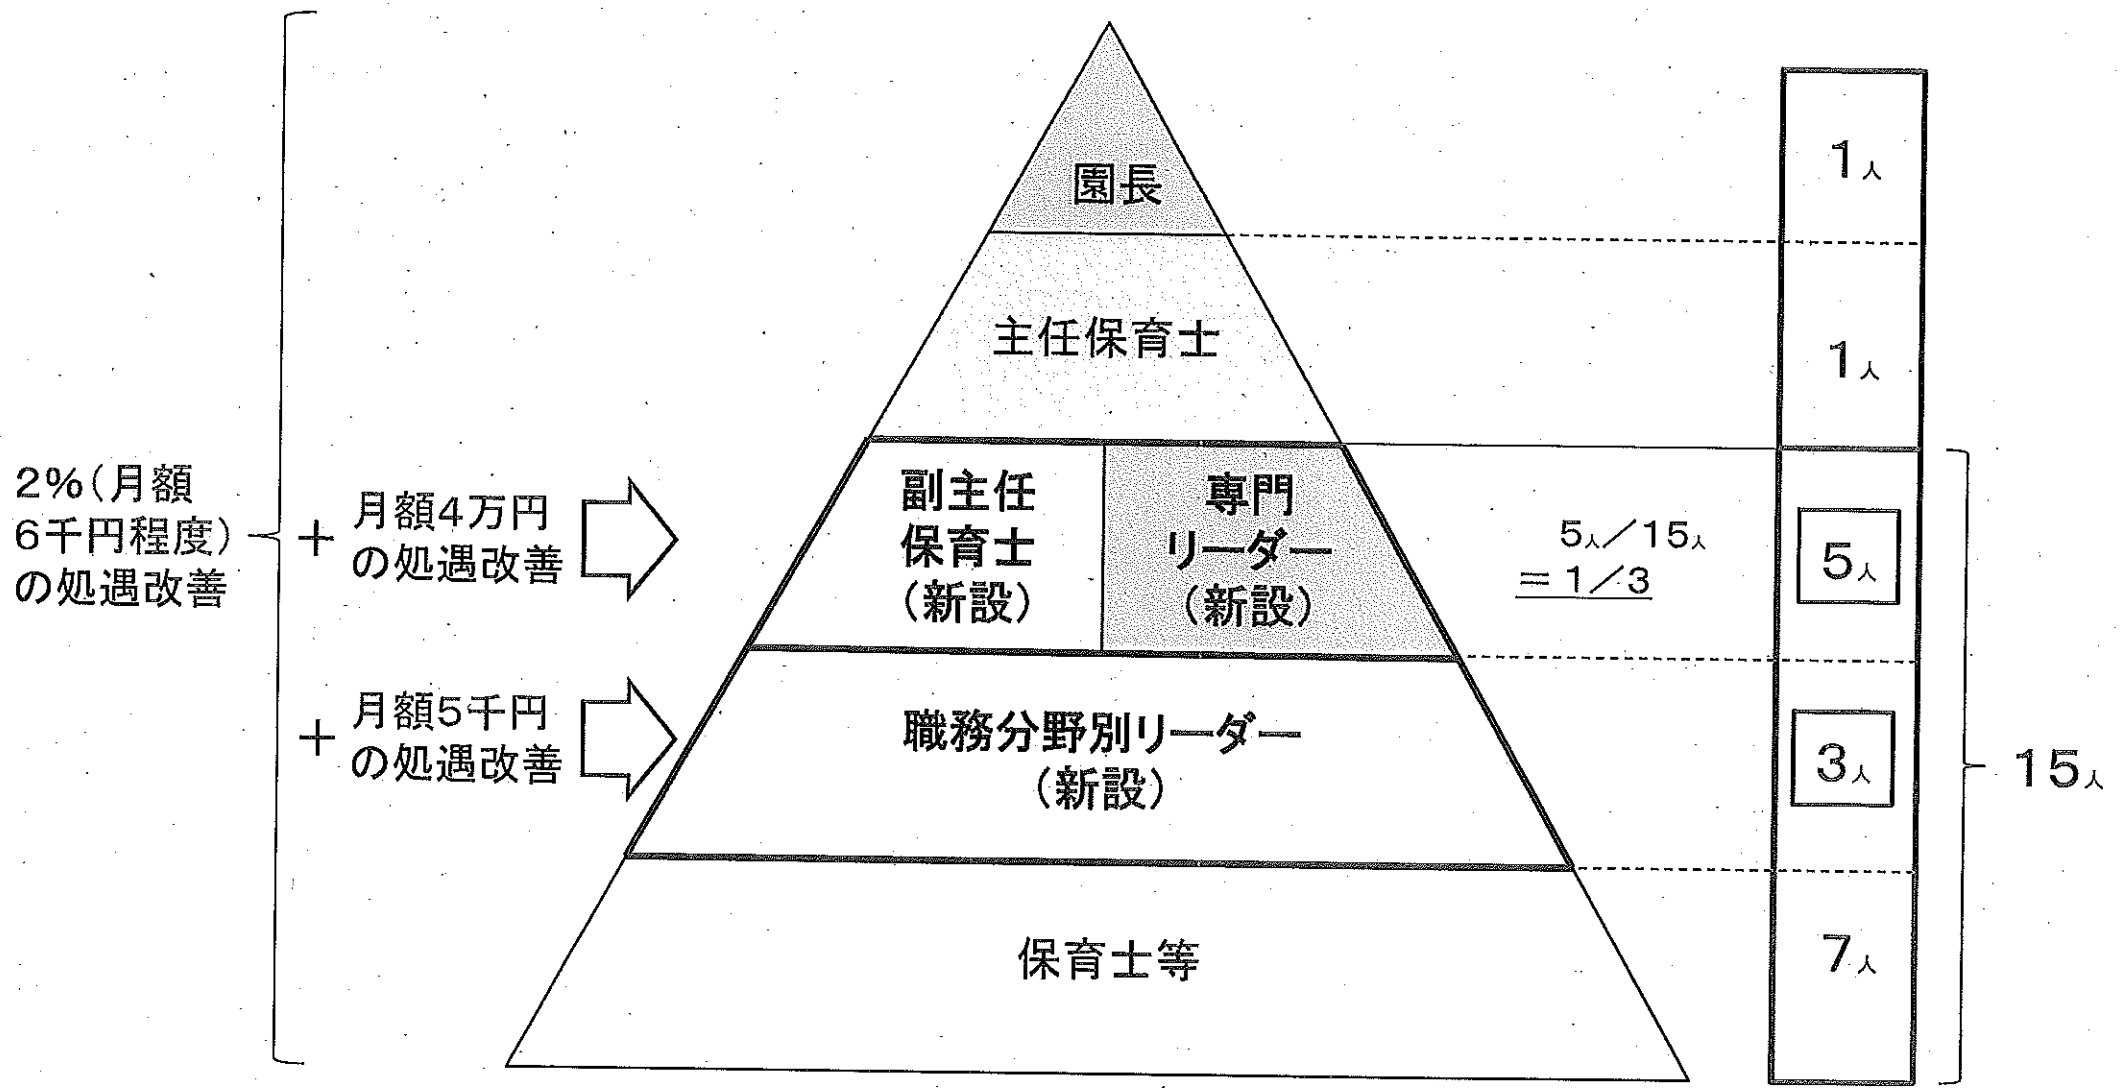 園長
主任保育士
副主任
保育士
(新設)
専門
リーダー
(新設)
職務分野別リーダー
(新設)
保育士等
2%(月額
6千円程度)
の処遇改善
+
月額4万円
の処遇改善
+
月額5千円
の処遇改善
5人/15人
=1/3
1人
1人
5人
3人
7人
15人